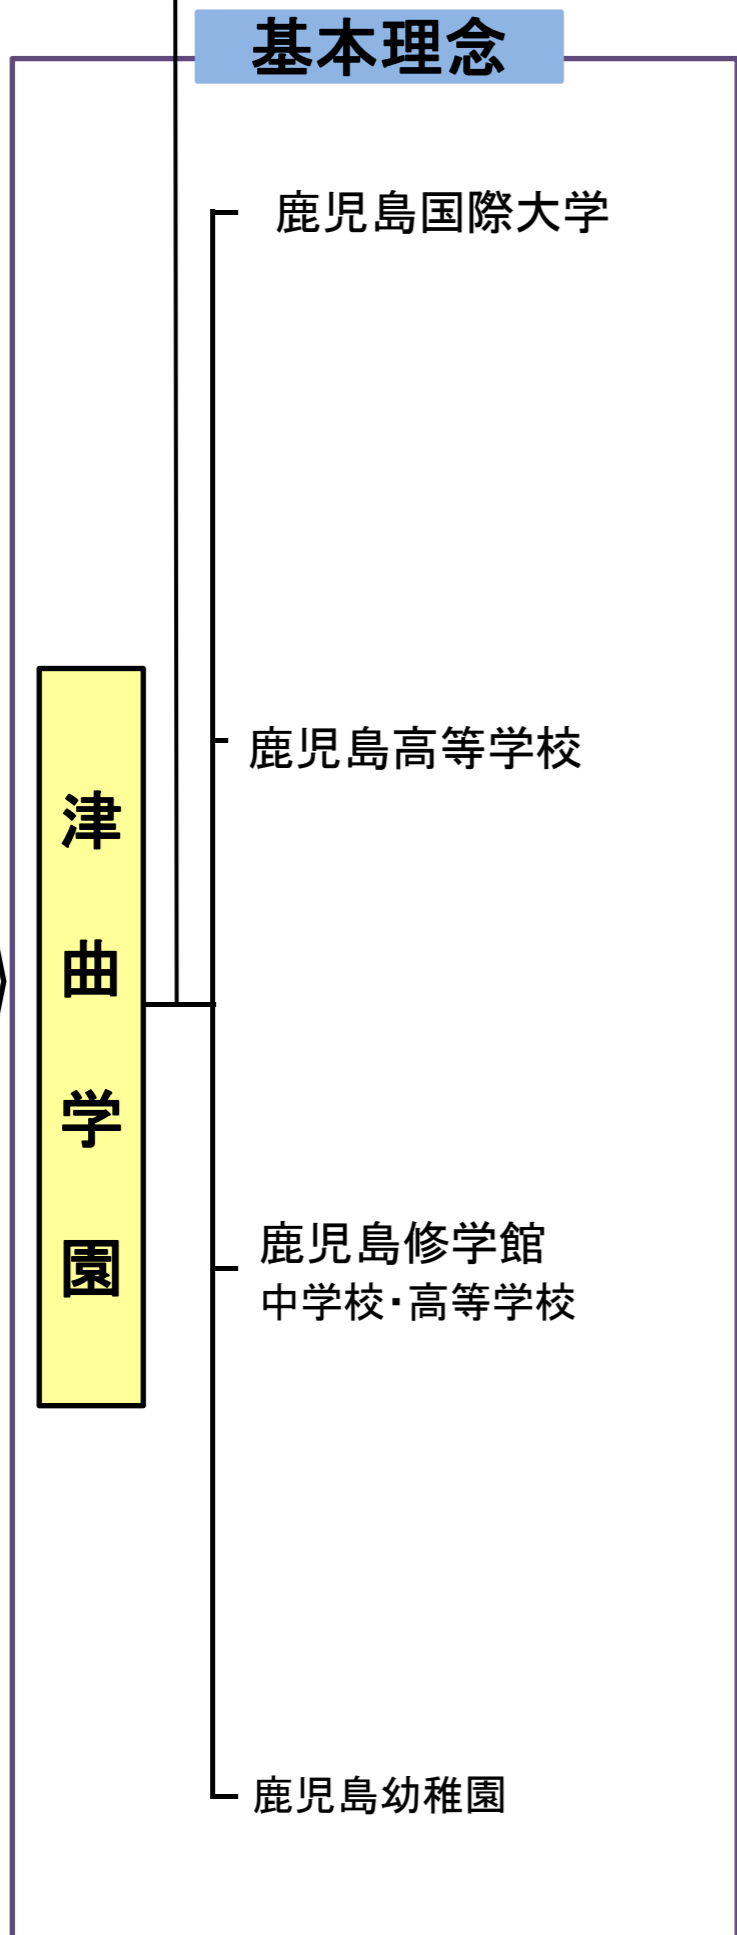 基本理念
鹿児島国際大学
鹿児島高等学校
津曲学園
鹿児島修学館
中学校・高等学校
鹿児島幼稚園